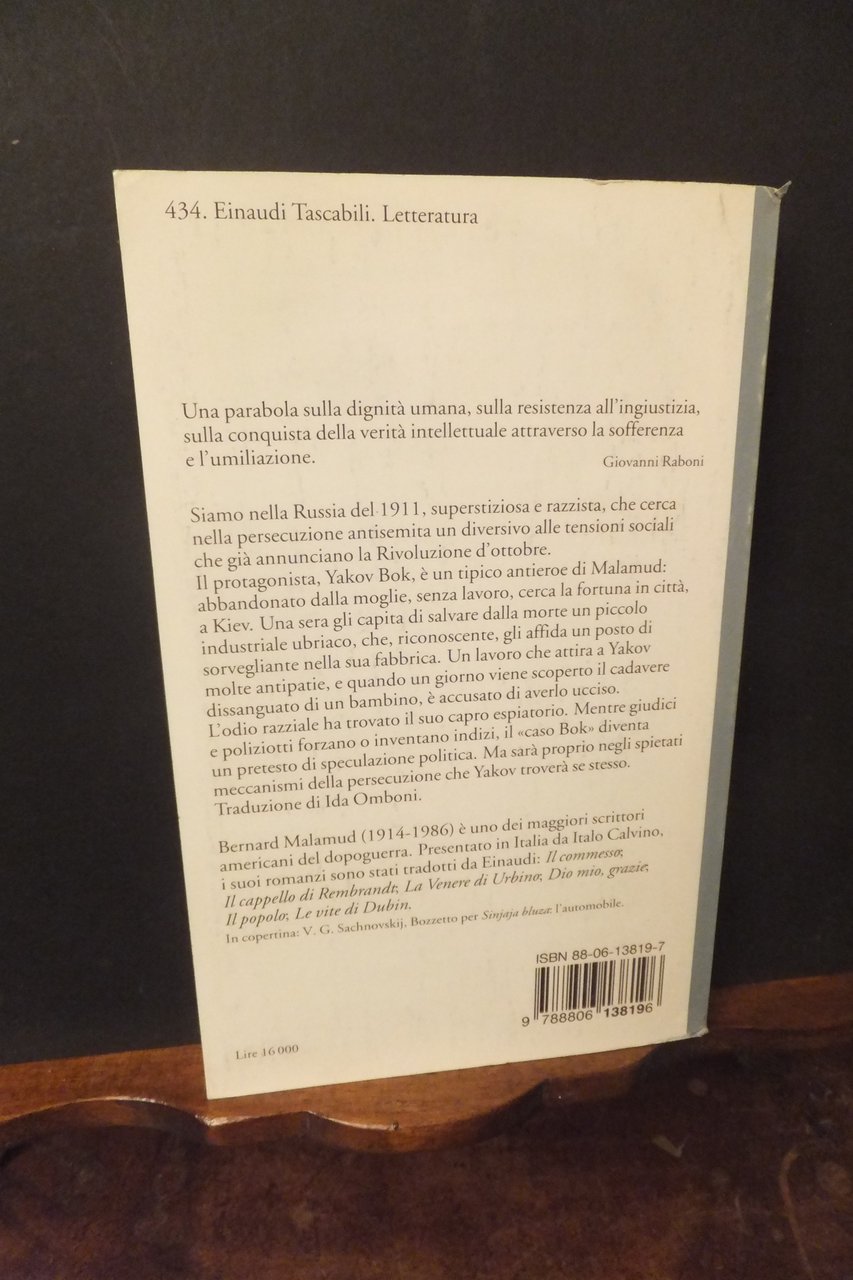 434. Einaudi Tascabili. Letteratura
Una parabola sulla dignità umana, sulla resistenza all'ingiustizia,
sulla conquista della verità intellettuale attraverso la sofferenza
e l'umiliazione.
Giovanni Raboni
Siamo nella Russia del 1911, superstiziosa e razzista, che cerca
nella persecuzione antisemita un diversivo alle tensioni sociali
che già annunciano la Rivoluzione d'ottobre.
Il protagonista, Yakov Bok, è un tipico antieroe di Malamud:
abbandonato dalla moglie, senza lavoro, cerca la fortuna in città,
a Kiev. Una sera gli capita di salvare dalla morte un piccolo
industriale ubriaco, che, riconoscente, gli affida un posto di
sorvegliante nella sua fabbrica. Un lavoro che attira a Yakov
molte antipatie, e quando un giorno viene scoperto il cadavere
dissanguato di un bambino, è accusato di averlo ucciso.
L'odio razziale ha trovato il suo capro espiatorio. Mentre giudici
e poliziotti forzano o inventano indizi, il «caso Bok» diventa
un pretesto di speculazione politica. Ma sarà proprio negli spietati
meccanismi della persecuzione che Yakov troverà se stesso.
Traduzione di Ida Omboni.
Bernard Malamud (1914-1986) è uno dei maggiori scrittori
americani del dopoguerra. Presentato in Italia da Italo Calvino,
i suoi romanzi sono stati tradotti da Einaudi: Il commesso;
Il cappello di Rembrandt; La Venere di Urbino; Dio mio, grazie;
Il popolo; Le vite di Dubin.
In copertina: V. G. Sachnovskij, Bozzetto per Sinjaja bluza: l'automobile.
ISBN 88-06-13819-7
9 788806 138196
Lire 16 000